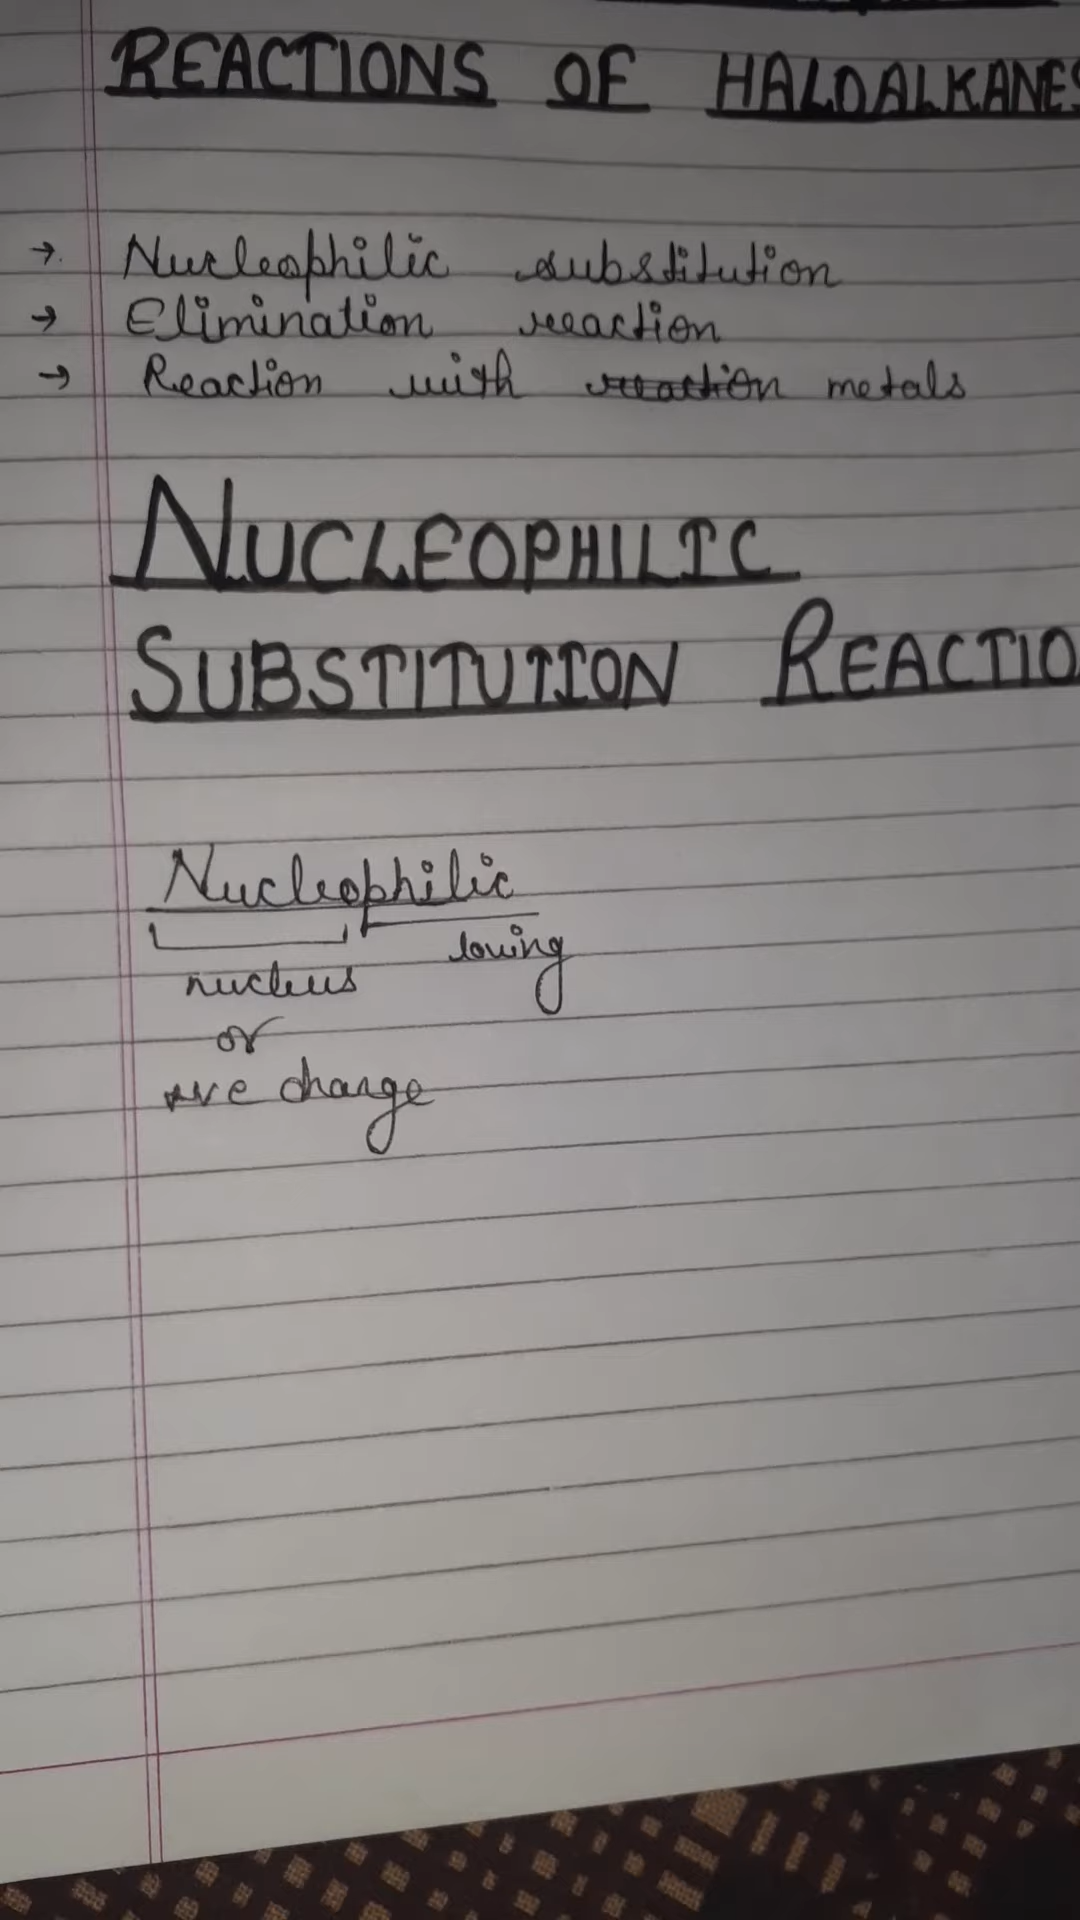 REACTIONS OF HALOALKANES
→ Nucleophilic substitution
→ Elimination reaction
→ Reaction with reaction metals
NUCLEOPHILIC
SUBSTITUTION REACTIO
Nucleophilic
nucleus loving
or
+ve charge